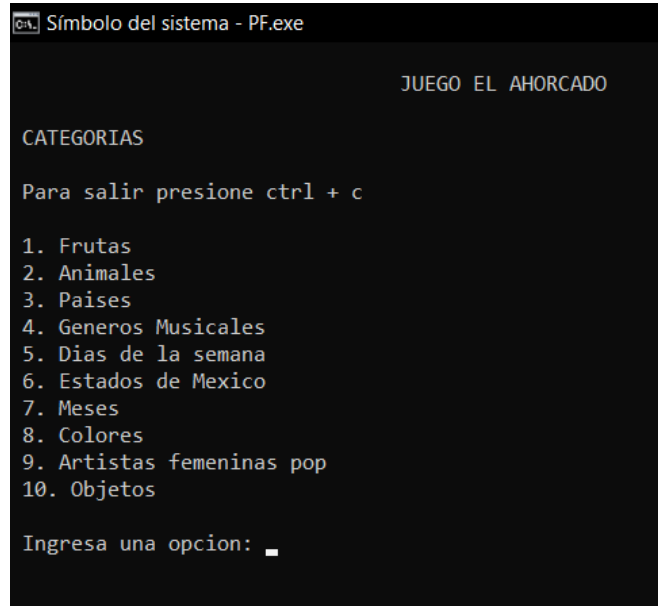 Símbolo del sistema - PF.exe
JUEGO EL AHORCADO
CATEGORIAS
Para salir presione ctrl + c
1. Frutas
2. Animales
3. Paises
4. Generos Musicales
5. Dias de la semana
6. Estados de Mexico
7. Meses
8. Colores
9. Artistas femeninas pop
10. Objetos
Ingresa una opcion: